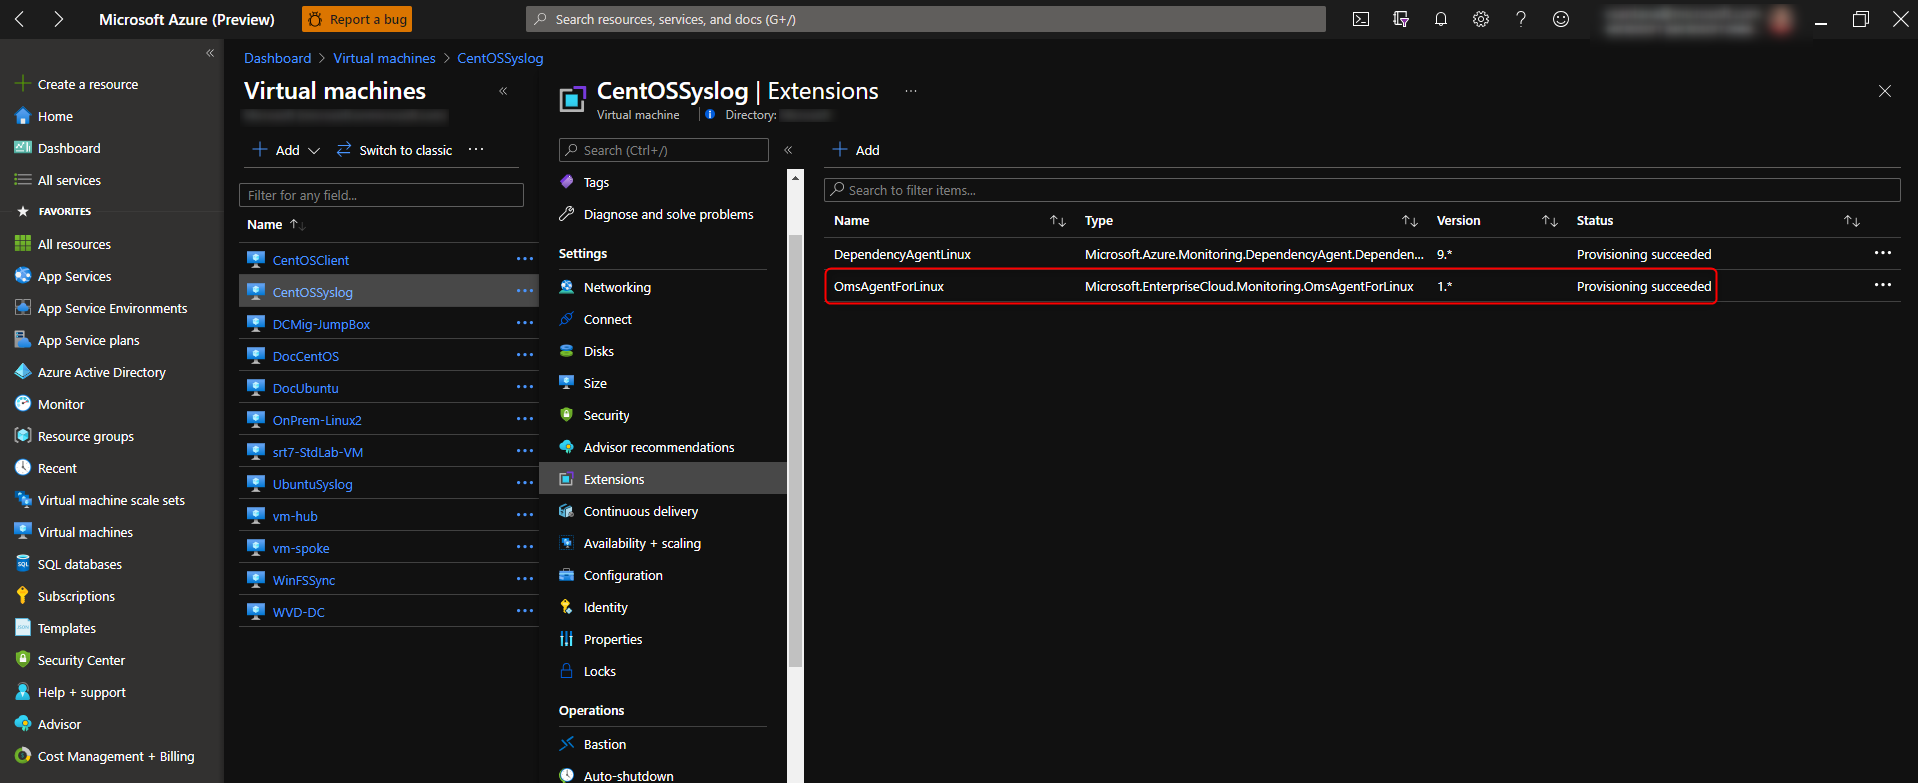 Microsoft Azure (Preview)
Report a bug
Search resources, services, and docs (G+/)
Create a resource
Home
Dashboard
All services
FAVORITES
All resources
App Services
App Service Environments
App Service plans
Azure Active Directory
Monitor
Resource groups
Recent
Virtual machine scale sets
Virtual machines
SQL databases
Subscriptions
Templates
Security Center
Help + support
Advisor
Cost Management + Billing
Dashboard > Virtual machines > CentOSSyslog
Virtual machines
Add
Switch to classic
Filter for any field...
Name
CentOSClient
CentOSSyslog
DCMig-JumpBox
DocCentOS
DocUbuntu
OnPrem-Linux2
srt7-StdLab-VM
UbuntuSyslog
vm-hub
vm-spoke
WinFSSync
WVD-DC
CentOSSyslog | Extensions
Virtual machine
Directory:
Search (Ctrl+/)
Tags
Diagnose and solve problems
Settings
Networking
Connect
Disks
Size
Security
Advisor recommendations
Extensions
Continuous delivery
Availability + scaling
Configuration
Identity
Properties
Locks
Operations
Bastion
Auto-shutdown
Add
Search to filter items...
Name Type Version Status
DependencyAgentLinux Microsoft.Azure.Monitoring.DependencyAgent.Dependen... 9.* Provisioning succeeded
OmsAgentForLinux Microsoft.EnterpriseCloud.Monitoring.OmsAgentForLinux 1.* Provisioning succeeded